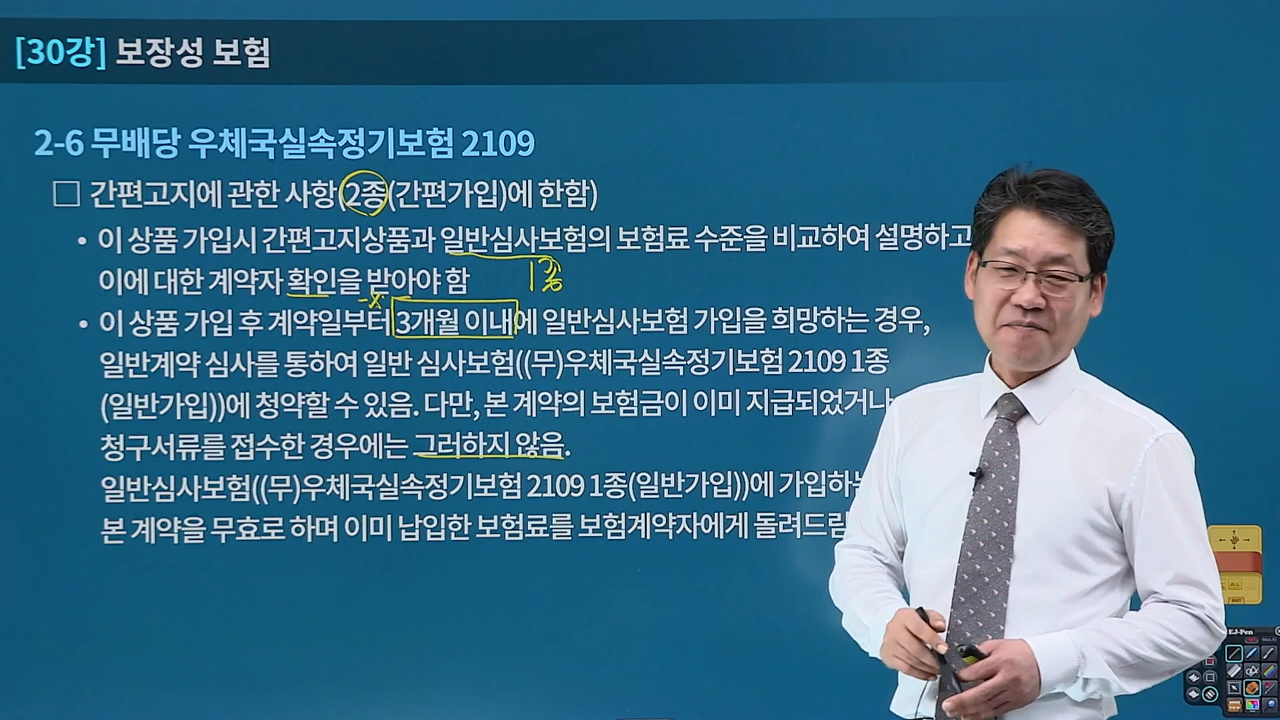 [30강] 보장성 보험
2-6 무배당 우체국실속정기보험 2109
□ 간편고지에 관한 사항(2종(간편가입)에 한함)
• 이 상품 가입시 간편고지상품과 일반심사보험의 보험료 수준을 비교하여 설명하고
이에 대한 계약자 확인을 받아야 함
1종
• 이 상품 가입 후 계약일부터 3개월 이내에 일반심사보험 가입을 희망하는 경우,
일반계약 심사를 통하여 일반 심사보험((무)우체국실속정기보험 2109 1종
(일반가입))에 청약할 수 있음. 다만, 본 계약의 보험금이 이미 지급되었거나
청구서류를 접수한 경우에는 그러하지 않음.
일반심사보험((무)우체국실속정기보험 2109 1종(일반가입))에 가입하는
본 계약을 무효로 하며 이미 납입한 보험료를 보험계약자에게 돌려드림
EJ-Pen